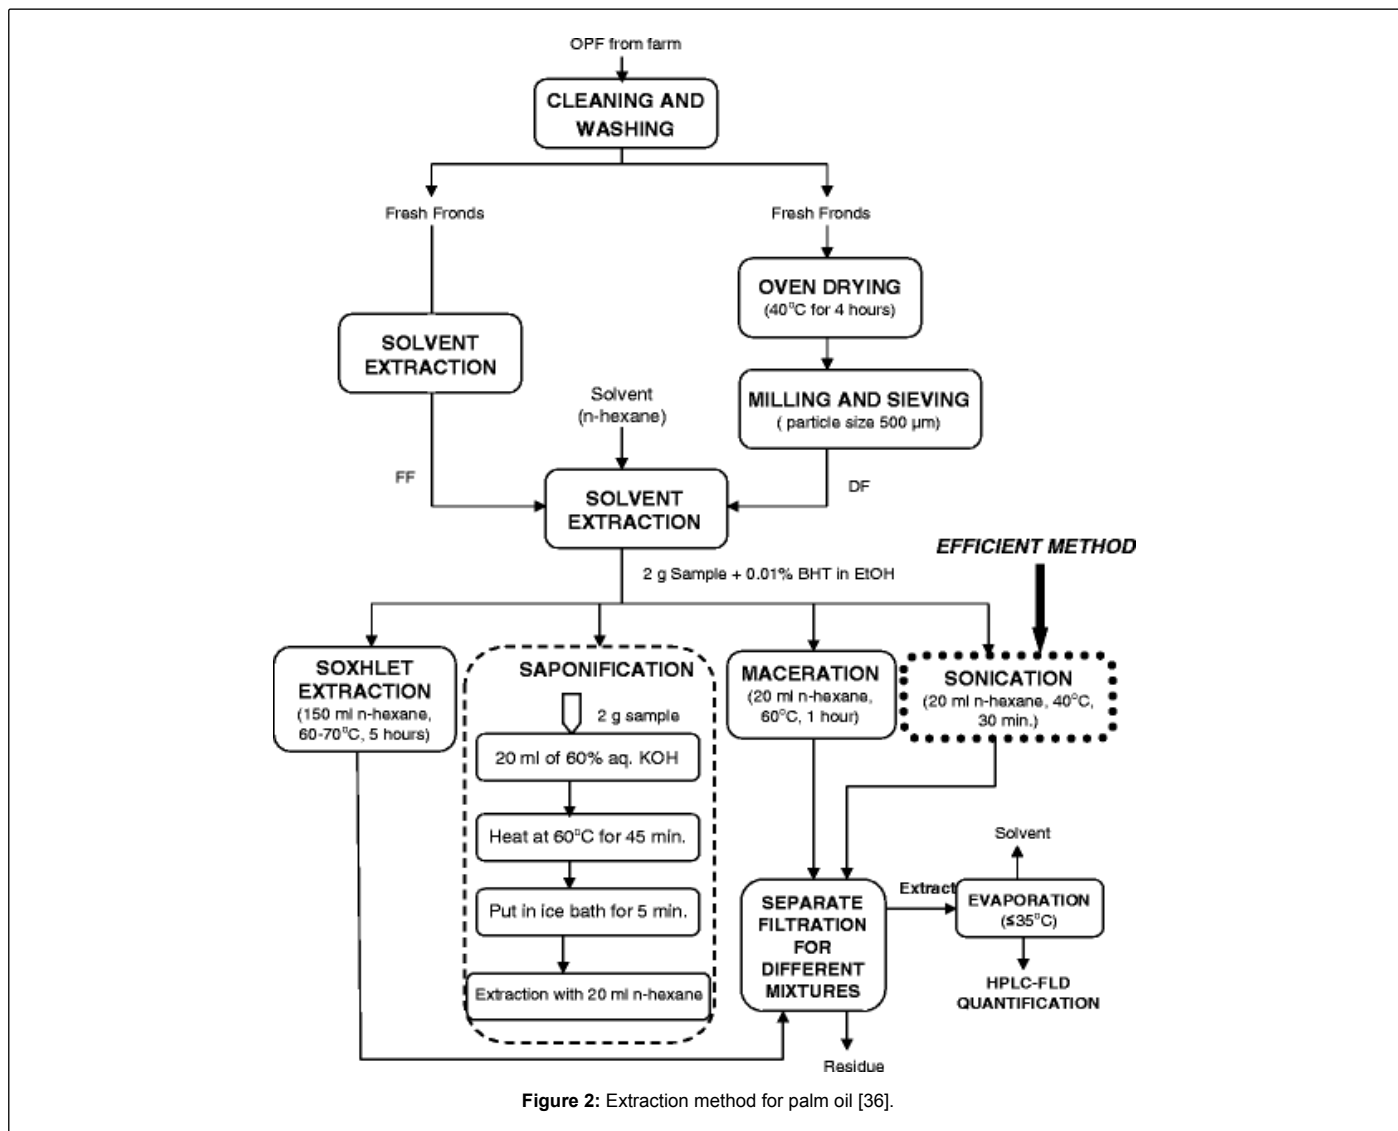 OPF from farm
CLEANING AND
WASHING
Fresh Fronds
Fresh Fronds
OVEN DRYING
(40°C for 4 hours)
SOLVENT
EXTRACTION
MILLING AND SIEVING
( particle size 500 µm)
Solvent
(n-hexane)
FF
DF
SOLVENT
EXTRACTION
EFFICIENT METHOD
2 g Sample + 0.01% BHT in EtOH
SOXHLET
EXTRACTION
(150 ml n-hexane,
60-70°C, 5 hours)
SAPONIFICATION
2 g sample
20 ml of 60% aq. KOH
Heat at 60°C for 45 min.
Put in ice bath for 5 min.
Extraction with 20 ml n-hexane
MACERATION
(20 ml n-hexane,
60°C, 1 hour)
SONICATION
(20 ml n-hexane, 40°C,
30 min.)
SEPARATE
FILTRATION
FOR
DIFFERENT
MIXTURES
Extract
Solvent
EVAPORATION
(≤35°C)
HPLC-FLD
QUANTIFICATION
Residue
Figure 2: Extraction method for palm oil [36].